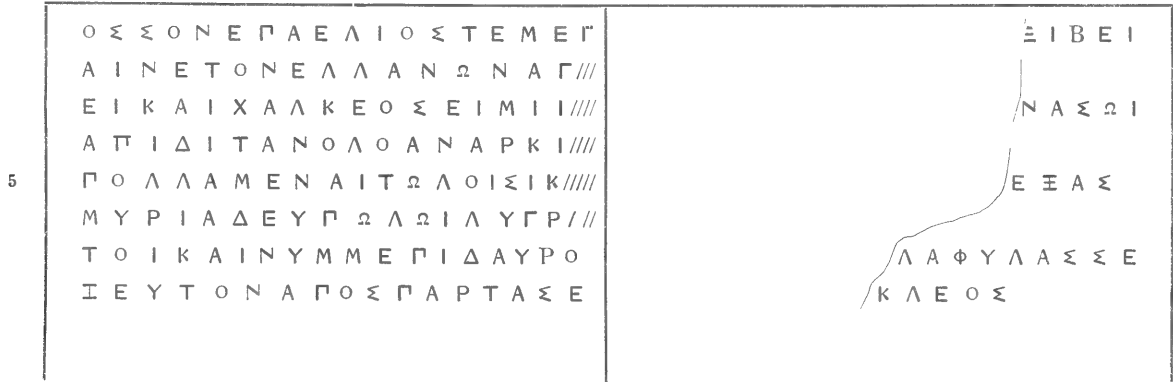 ΟΣΣΟΝΕΠΑΕΛΙΟΣΤΕΜΕΓ ΞΙΒΕΙ
ΑΙΝΕΤΟΝΕΛΛΑΝΩΝΑΓ///
ΕΙΚΑΙΧΑΛΚΕΟΣΕΙΜΙΙ//// ΝΑΣΩΙ
ΑΠΙΔΙΤΑΝΟΛΟΑΝΑΡΚΙ////
5 ΠΟΛΛΑΜΕΝΑΙΤΩΛΟΙΣΙΚ///// ΕΞΑΣ
ΜΥΡΙΑΔΕΥΠΩΛΩΙΛΥΓΡ/// 
ΤΟΙΚΑΙΝΥΜΜΕΠΙΔΑΥΡΟ ΛΑΦΥΛΑΣΣΕ
ΞΕΥΤΟΝΑΠΟΣΠΑΡΤΑΣΕ ΚΛΕΟΣ